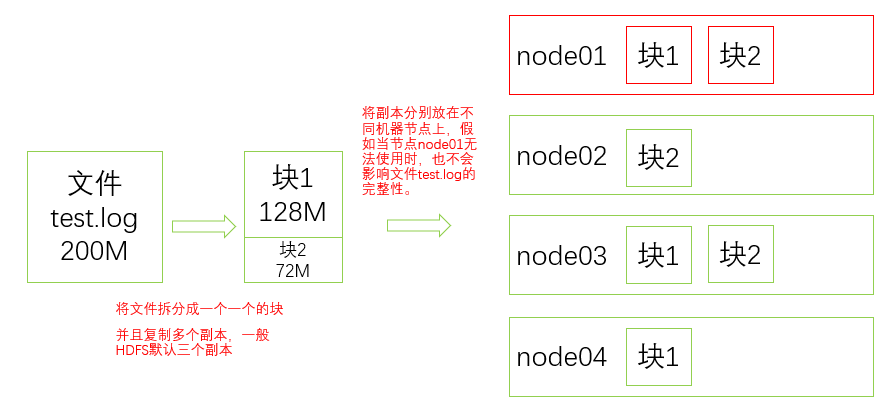 文件
test.log
200M
将文件拆分成一个一个的块
并且复制多个副本，一般
HDFS默认三个副本
块1
128M
块2
72M
将副本分别放在不
同机器节点上，假
如当节点node01无
法使用时，也不会
影响文件test.log的
完整性。
node01 块1 块2
node02 块2
node03 块1 块2
node04 块1